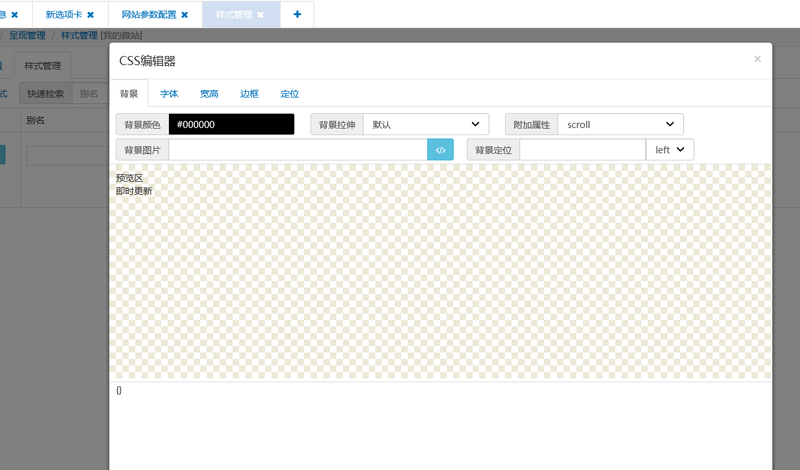 息 ✖ 新选项卡 ✖ 网站参数配置 ✖ 样式管理 ✖ +
/ 呈现管理 / 样式管理 [我的微站]
样式管理
CSS编辑器 ×
式 快速检索 别名
背景 字体 宽高 边框 定位
别名
背景颜色 #000000 背景拉伸 默认 附加属性 scroll
背景图片 </> 背景定位 left
预览区
即时更新
{}